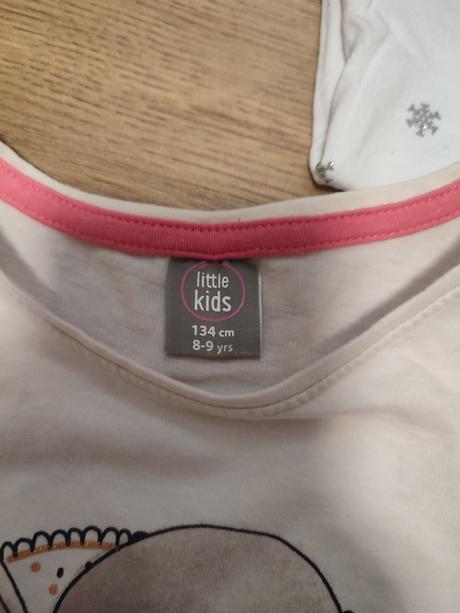 little
kids
134 cm
8-9 yrs